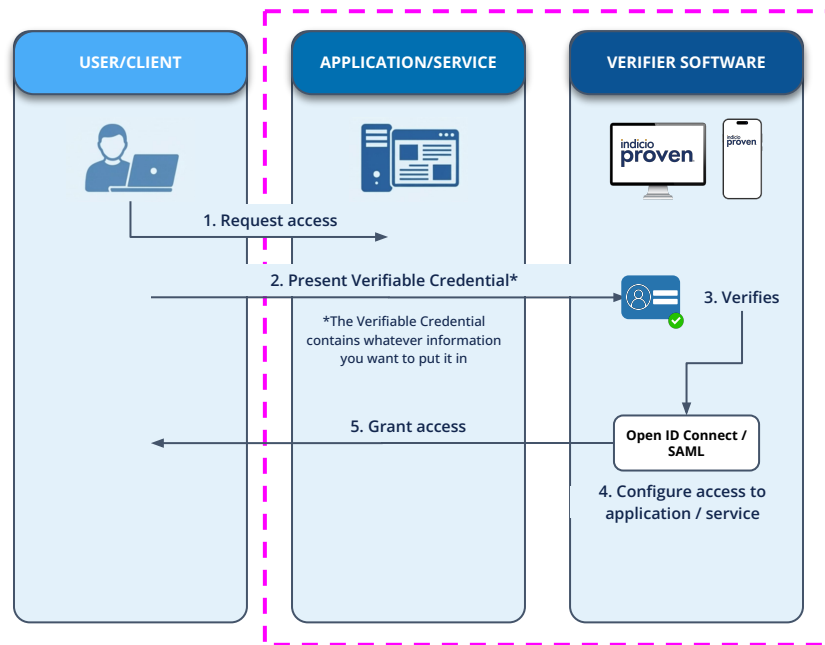 USER/CLIENT
APPLICATION/SERVICE
VERIFIER SOFTWARE
indicio
proven
indicio
proven
1. Request access
2. Present Verifiable Credential*
3. Verifies
*The Verifiable Credential
contains whatever information
you want to put it in
5. Grant access
Open ID Connect /
SAML
4. Configure access to
application / service